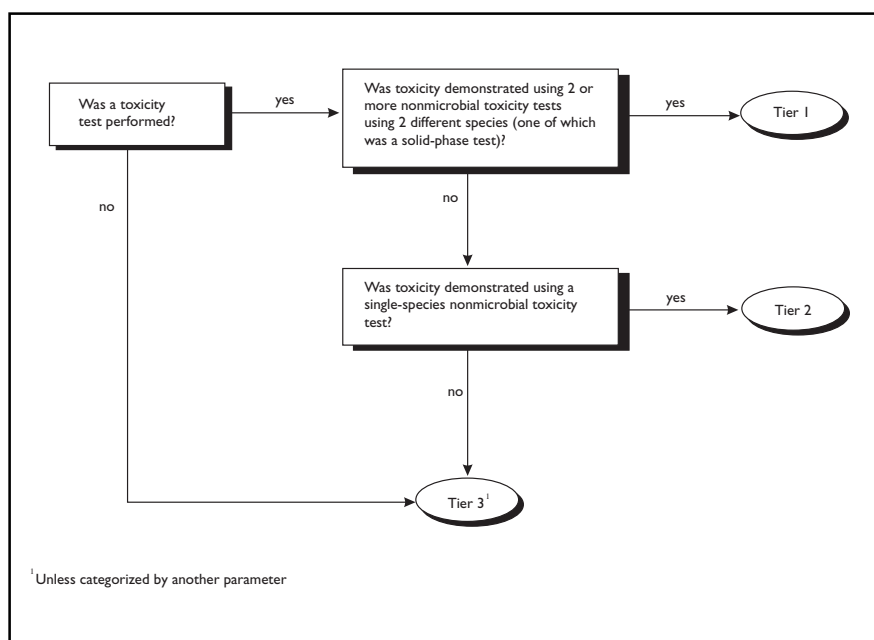 Was a toxicity
test performed?
yes
Was toxicity demonstrated using 2 or
more nonmicrobial toxicity tests
using 2 different species (one of which
was a solid-phase test)?
yes
Tier 1
no
no
Was toxicity demonstrated using a
single-species nonmicrobial toxicity
test?
yes
Tier 2
no
Tier 3¹
¹Unless categorized by another parameter